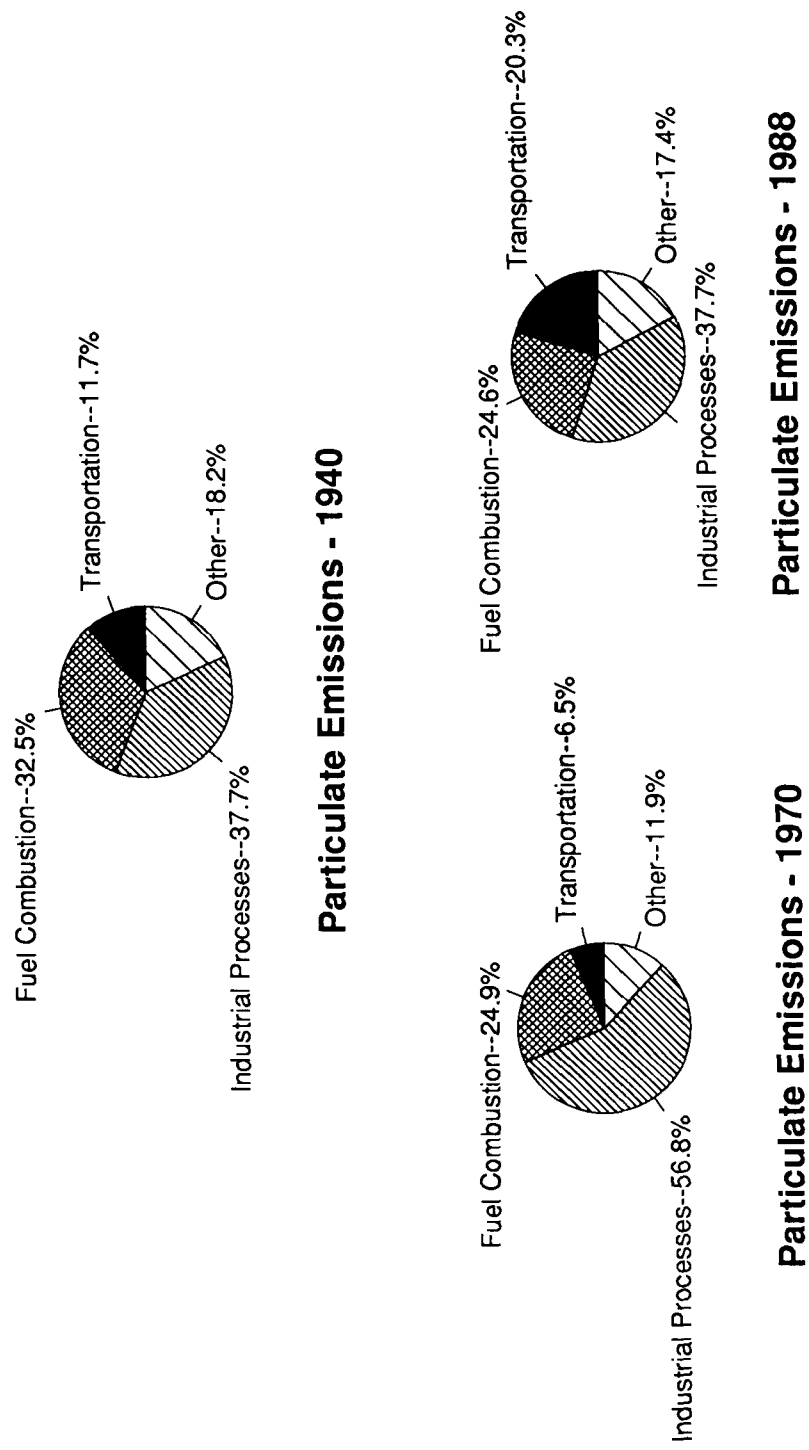 Fuel Combustion--32.5%
Transportation--11.7%
Industrial Processes--37.7%
Other--18.2%
Particulate Emissions - 1940
Fuel Combustion--24.9%
Transportation--6.5%
Industrial Processes--56.8%
Other--11.9%
Particulate Emissions - 1970
Fuel Combustion--24.6%
Transportation--20.3%
Industrial Processes--37.7%
Other--17.4%
Particulate Emissions - 1988